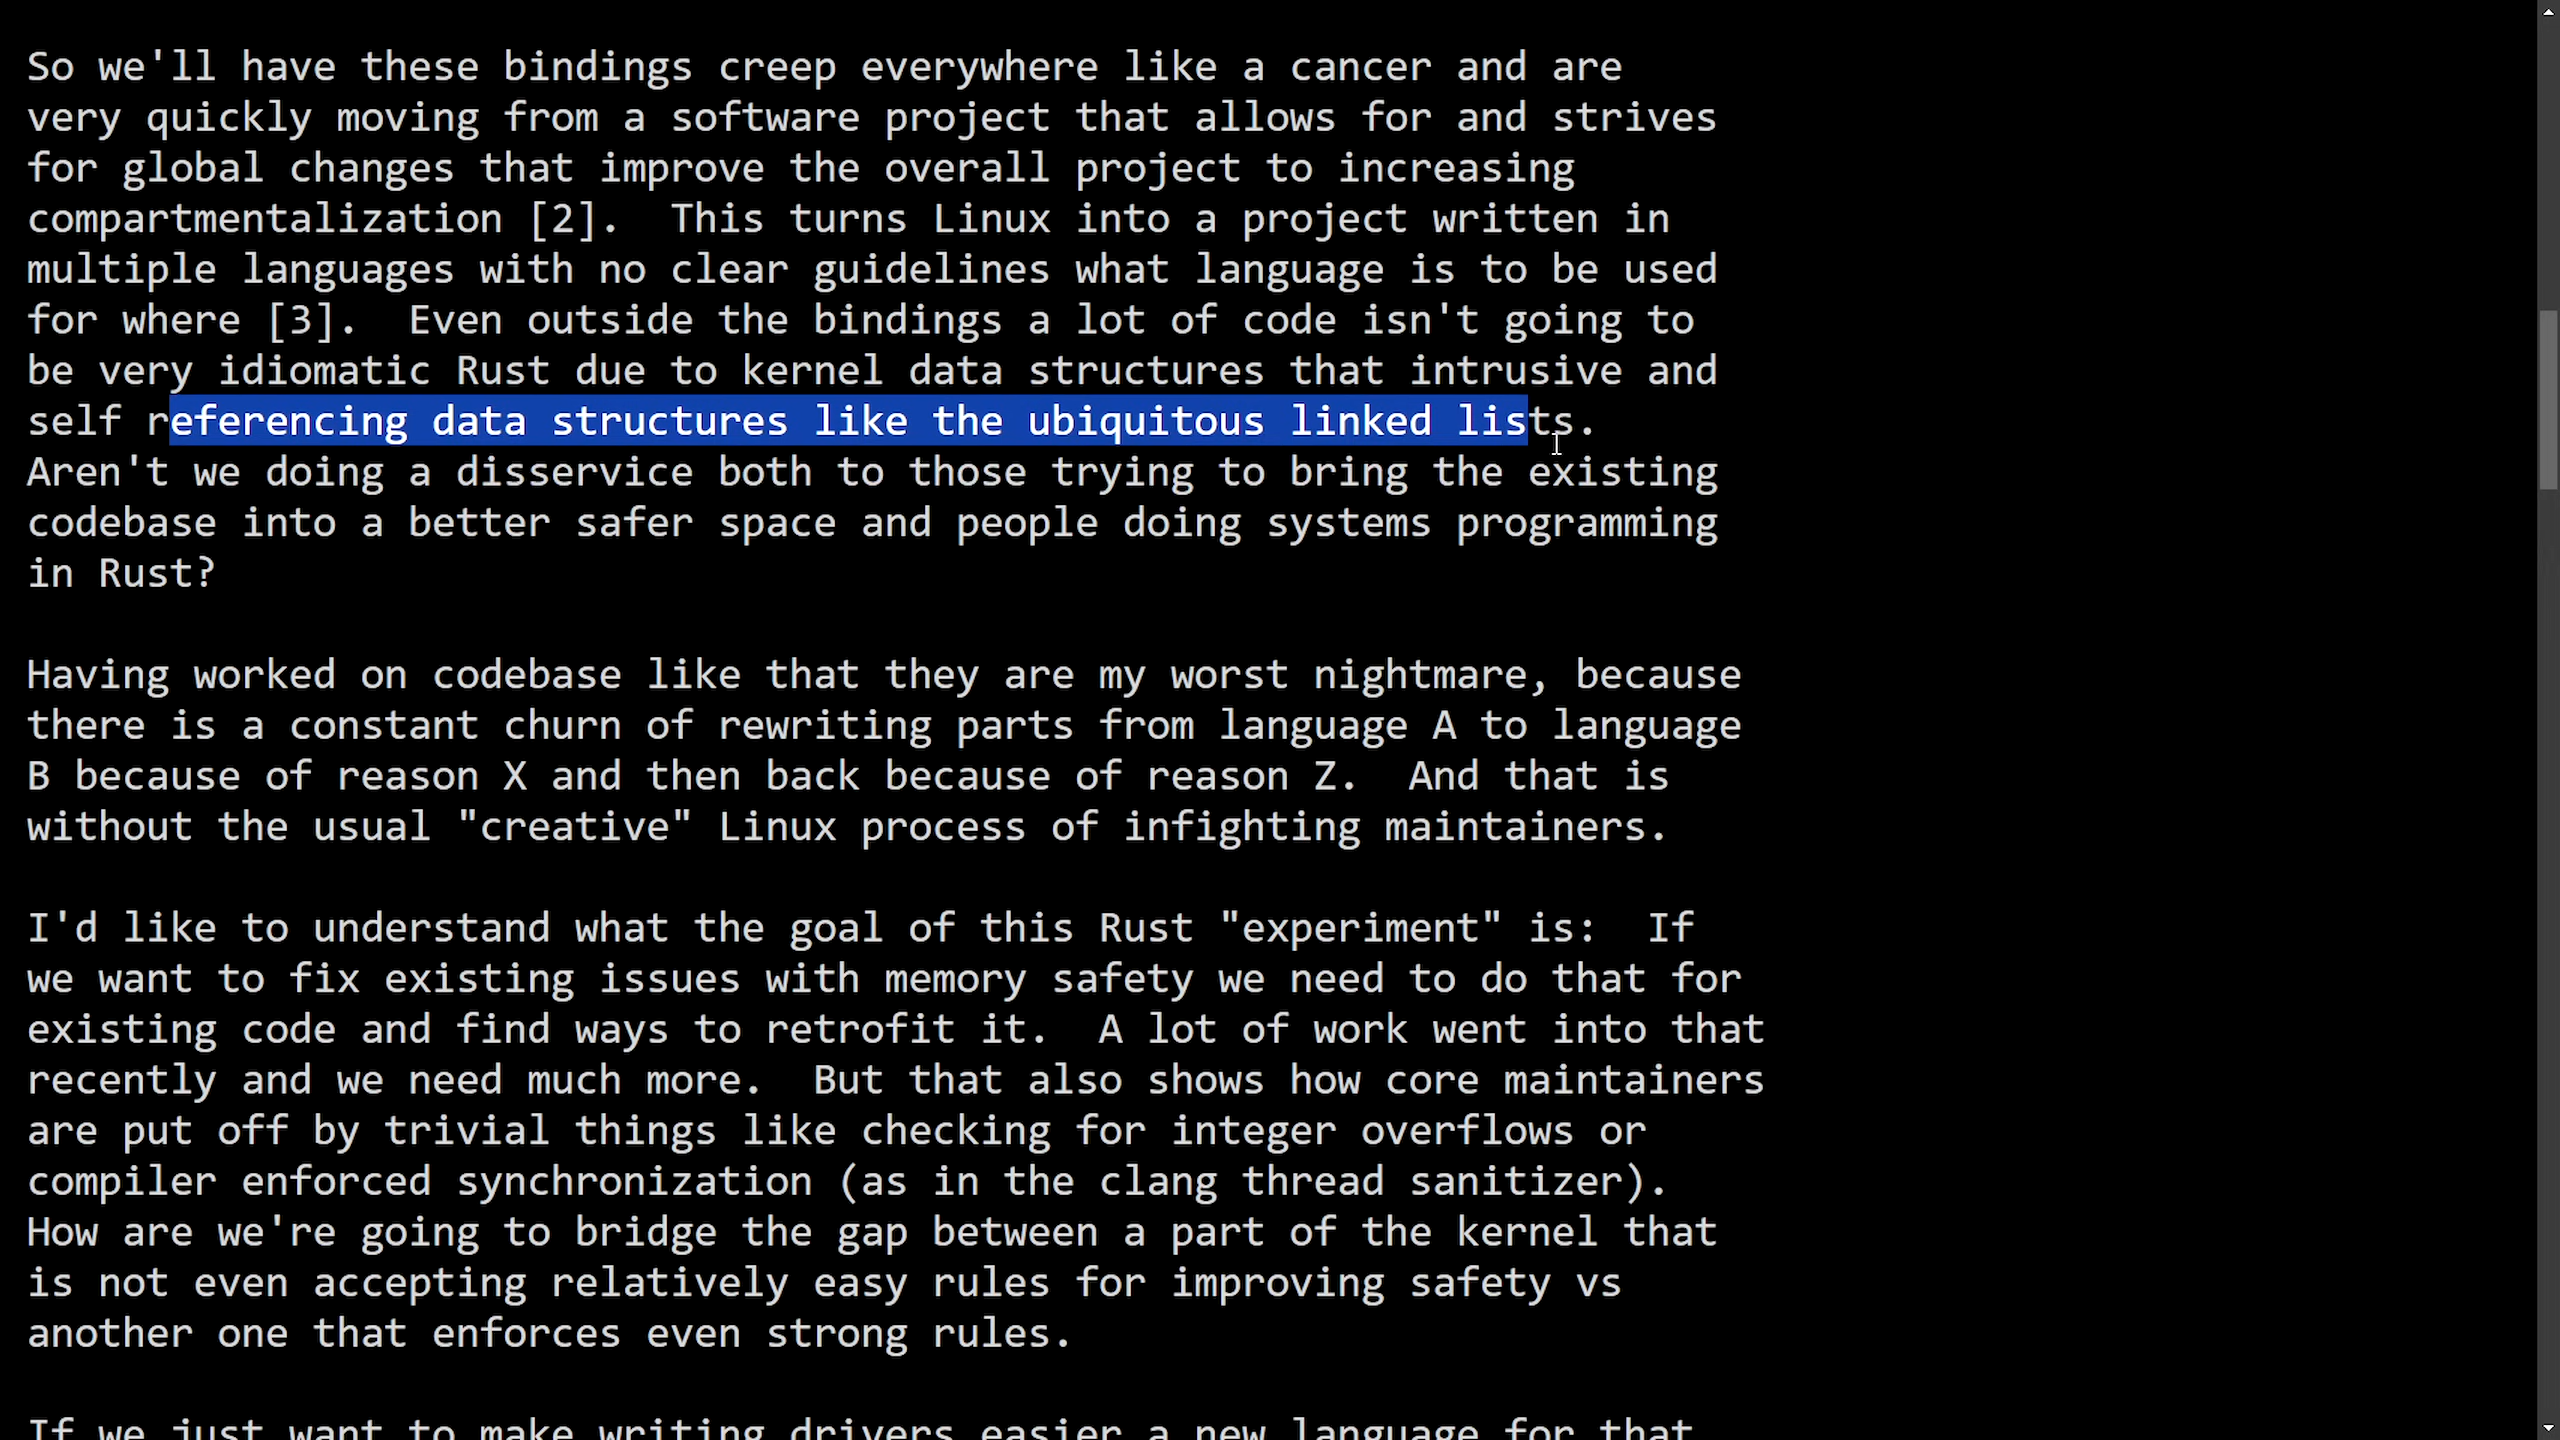 So we'll have these bindings creep everywhere like a cancer and are
very quickly moving from a software project that allows for and strives
for global changes that improve the overall project to increasing
compartmentalization [2].  This turns Linux into a project written in
multiple languages with no clear guidelines what language is to be used
for where [3].  Even outside the bindings a lot of code isn't going to
be very idiomatic Rust due to kernel data structures that intrusive and
self referencing data structures like the ubiquitous linked lists.
Aren't we doing a disservice both to those trying to bring the existing
codebase into a better safer space and people doing systems programming
in Rust?

Having worked on codebase like that they are my worst nightmare, because
there is a constant churn of rewriting parts from language A to language
B because of reason X and then back because of reason Z.  And that is
without the usual "creative" Linux process of infighting maintainers.

I'd like to understand what the goal of this Rust "experiment" is:  If
we want to fix existing issues with memory safety we need to do that for
existing code and find ways to retrofit it.  A lot of work went into that
recently and we need much more.  But that also shows how core maintainers
are put off by trivial things like checking for integer overflows or
compiler enforced synchronization (as in the clang thread sanitizer).
How are we're going to bridge the gap between a part of the kernel that
is not even accepting relatively easy rules for improving safety vs
another one that enforces even strong rules.

If we just want to make writing drivers easier a new language for that